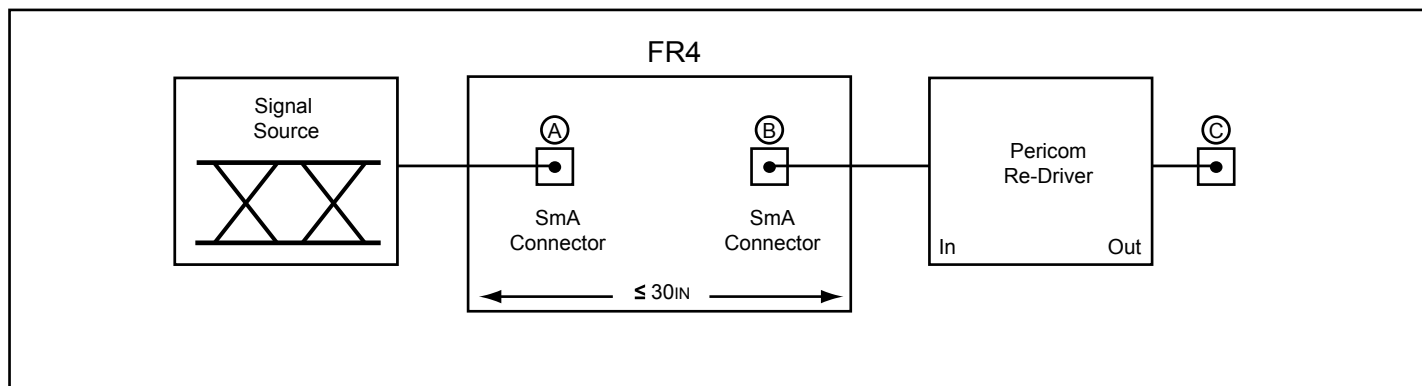 FR4
Signal
Source
A
B
C
SmA
Connector
SmA
Connector
Pericom
Re-Driver
In
Out
≤ 30IN